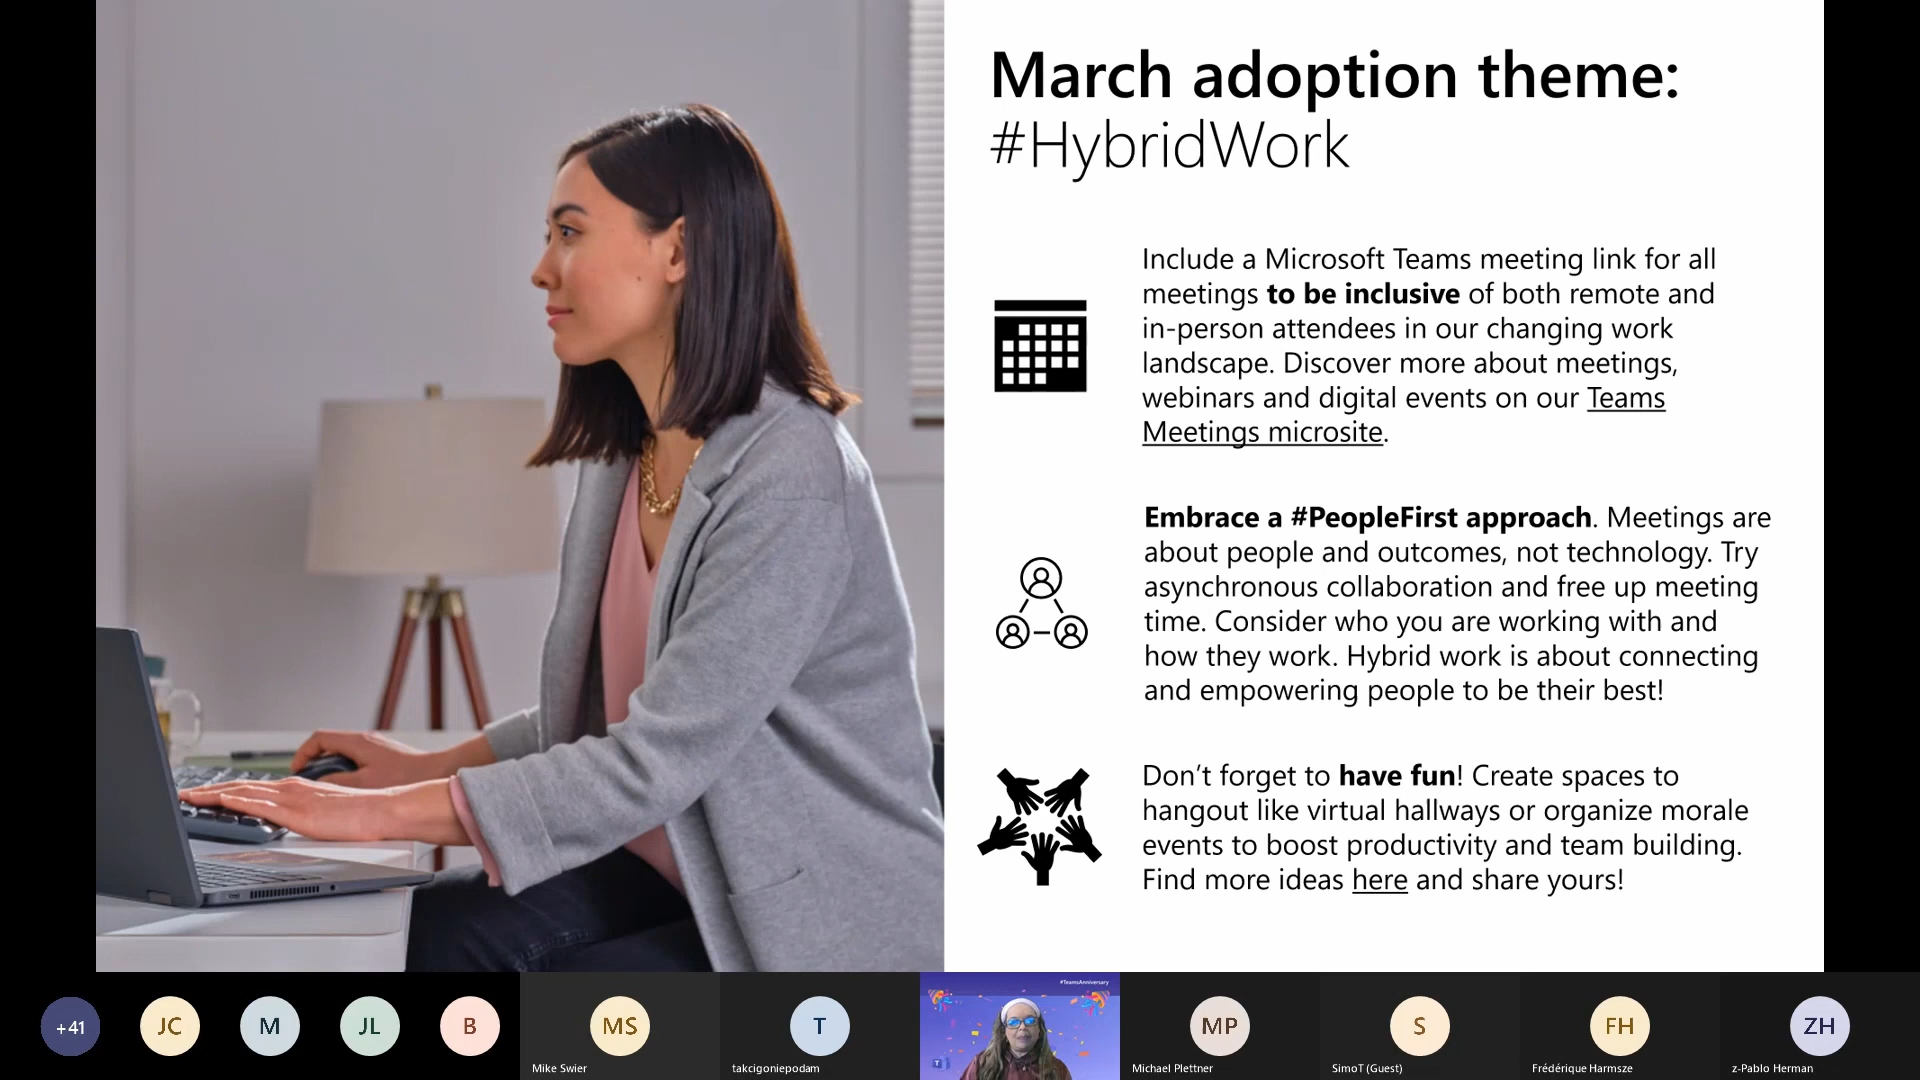 March adoption theme:
#HybridWork
Include a Microsoft Teams meeting link for all
meetings to be inclusive of both remote and
in-person attendees in our changing work
landscape. Discover more about meetings,
webinars and digital events on our Teams
Meetings microsite.
Embrace a #PeopleFirst approach. Meetings are
about people and outcomes, not technology. Try
asynchronous collaboration and free up meeting
time. Consider who you are working with and
how they work. Hybrid work is about connecting
and empowering people to be their best!
Don’t forget to have fun! Create spaces to
hangout like virtual hallways or organize morale
events to boost productivity and team building.
Find more ideas here and share yours!
+41
JC
M
JL
B
MS
Mike Swier
T
takcigoniepodam
#TeamsAnniversary
MP
Michael Plettner
S
SimoT (Guest)
FH
Frédérique Harmsze
ZH
z-Pablo Herman